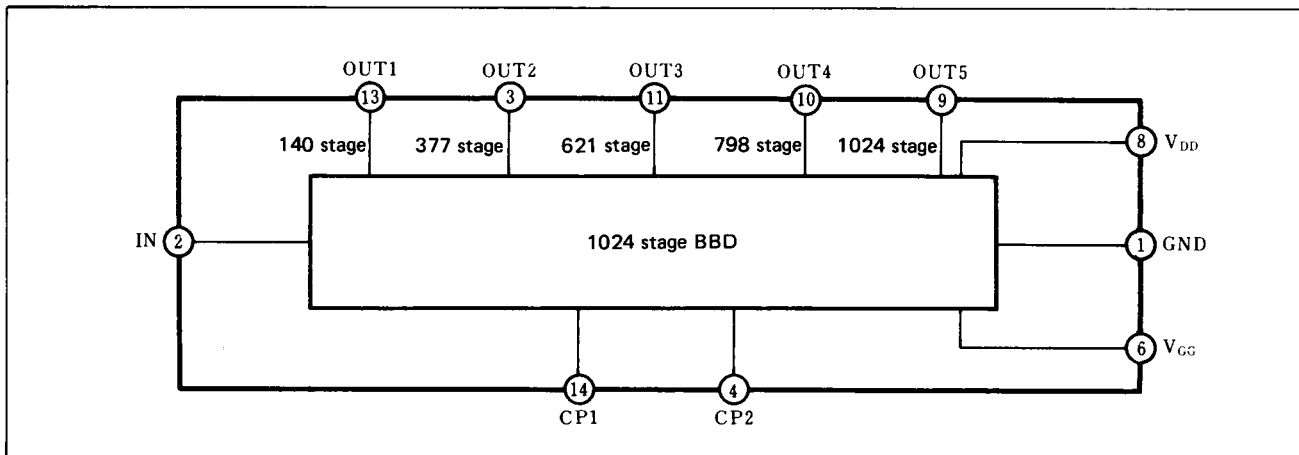 OUT1 OUT2 OUT3 OUT4 OUT5
13 3 11 10 9
140 stage 377 stage 621 stage 798 stage 1024 stage
8 VDD
IN 2 1024 stage BBD 1 GND
6 VGG
14 4
CP1 CP2